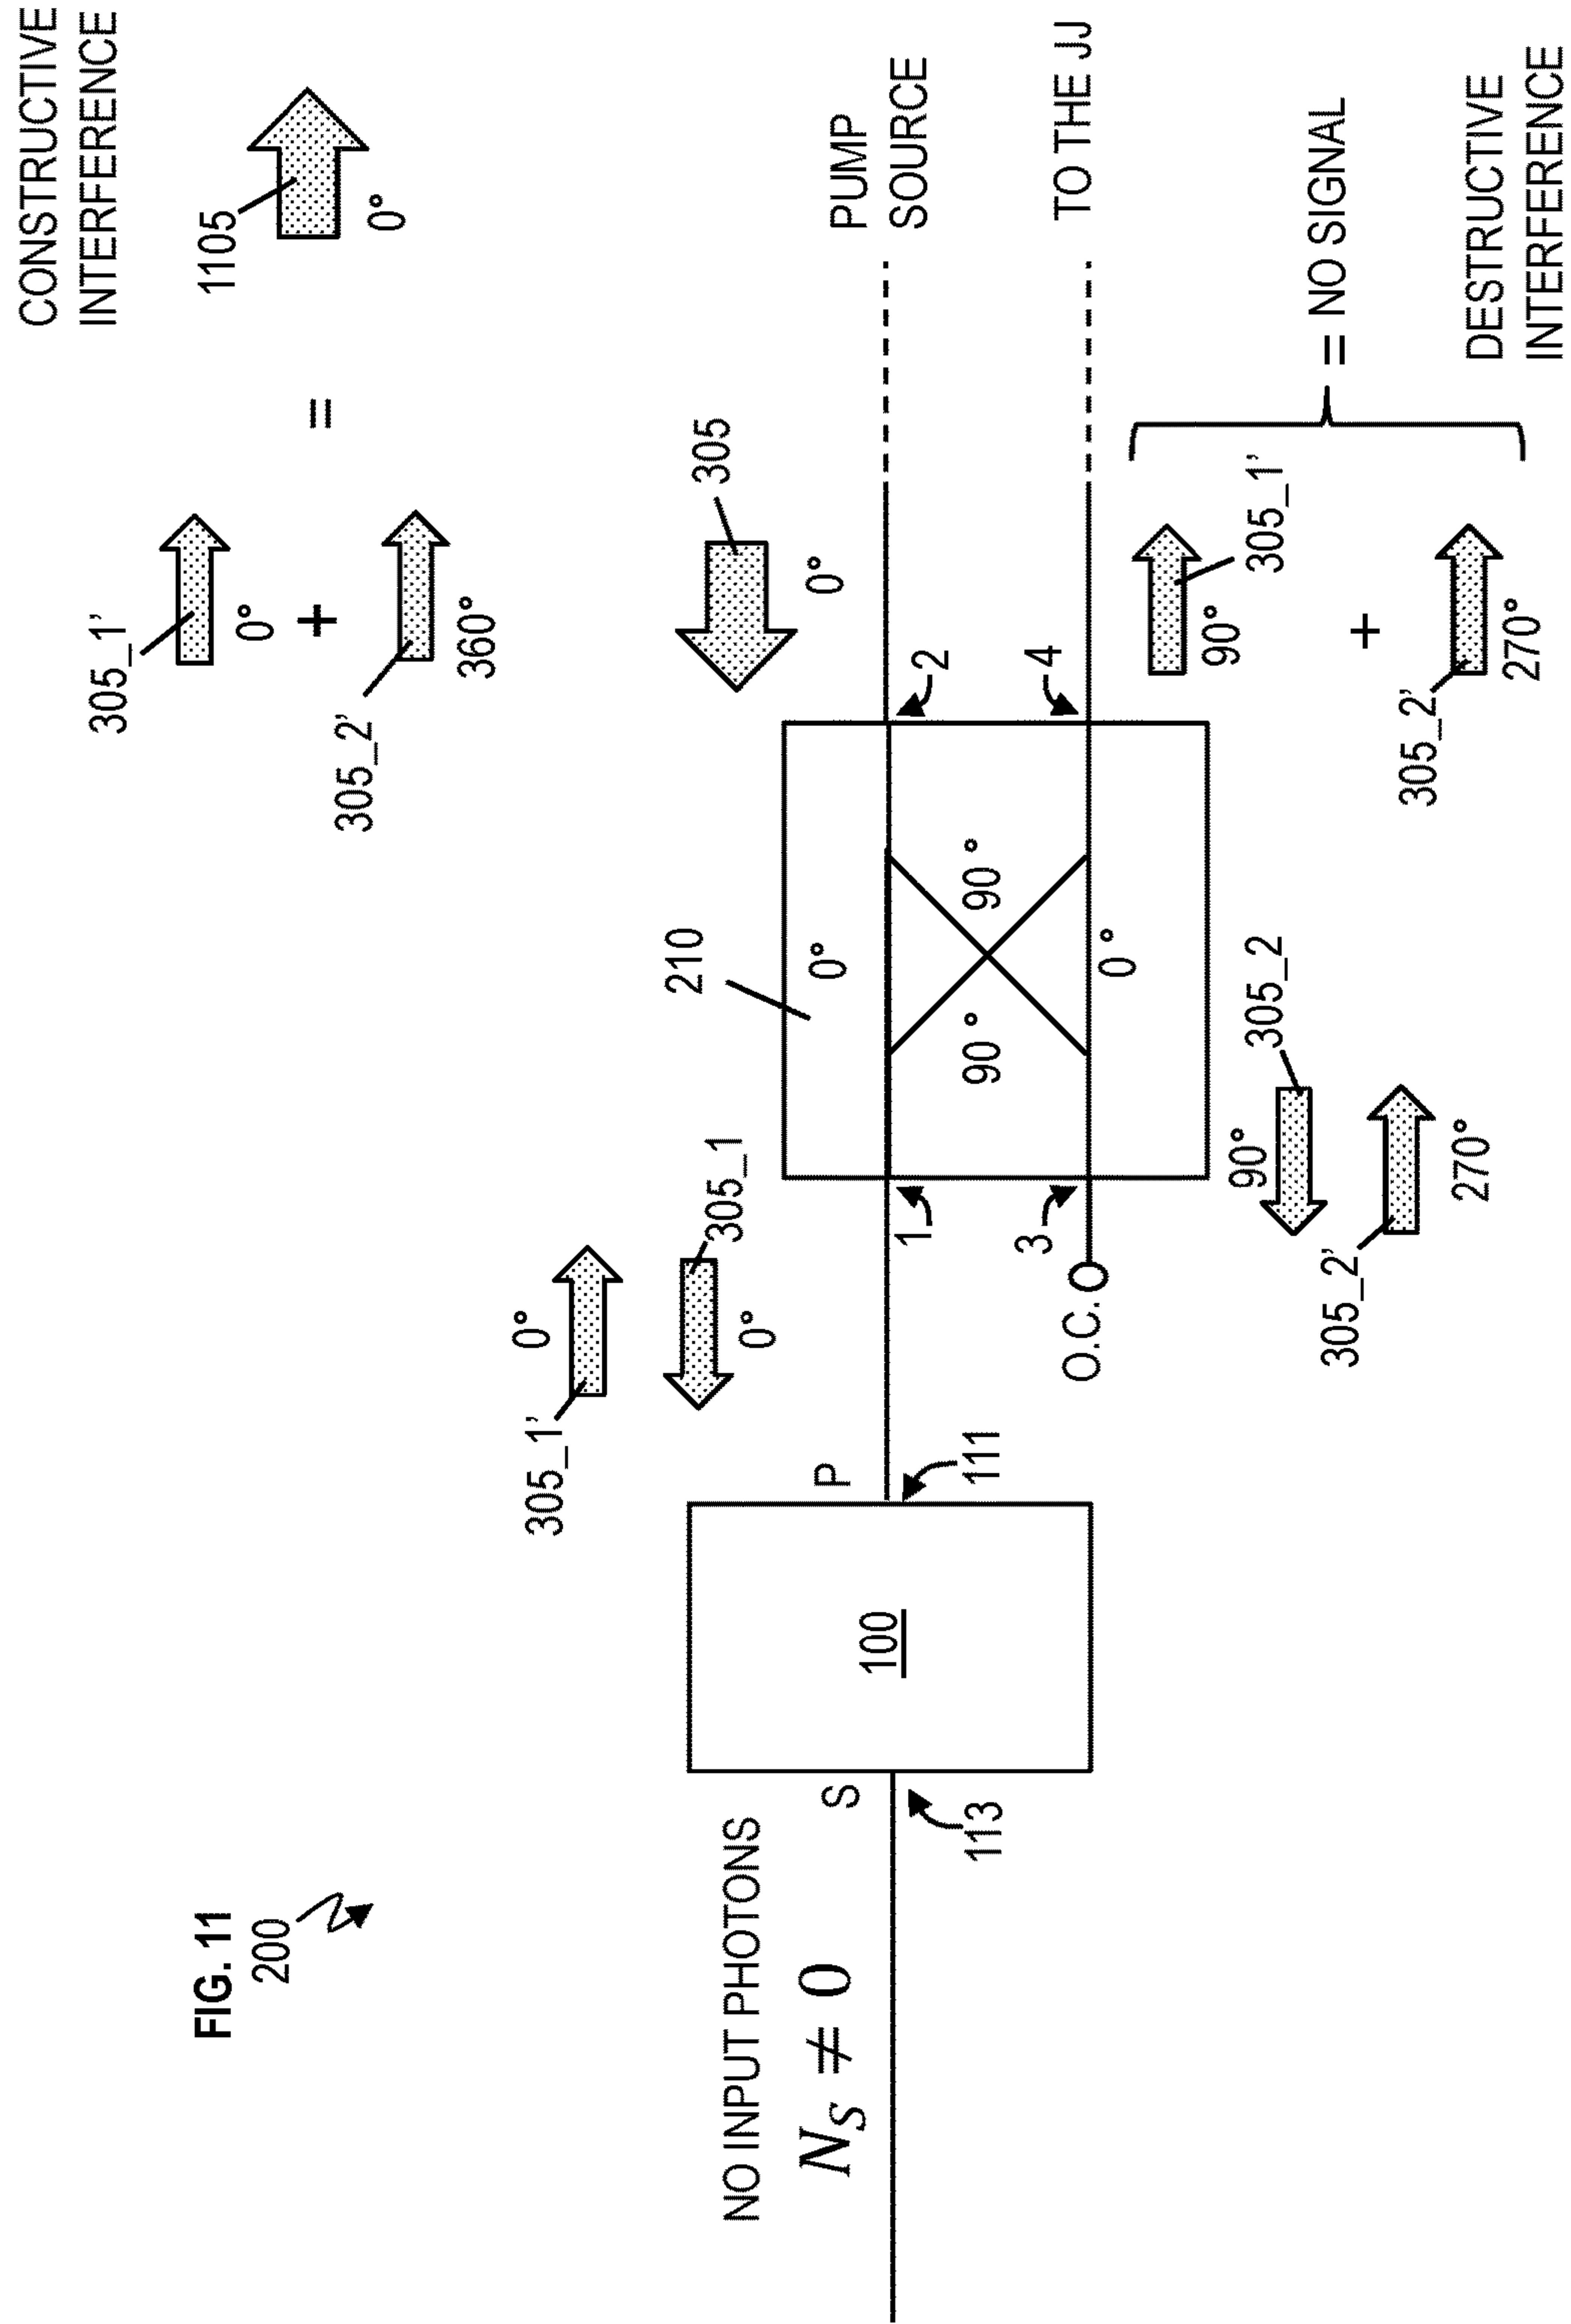 FIG. 11
200
CONSTRUCTIVE
INTERFERENCE
305_1’
0°
+
305_2’
360°
=
1105
0°
305_1’
0°
305_1
0°
210
305
0°
NO INPUT PHOTONS
N_S ≠ 0
S
113
100
P
111
1
2
0°
90°
90°
0°
3
4
O.C.
PUMP
SOURCE
TO THE JJ
90°
305_2
305_2’
270°
90°
305_1’
+
305_2’
270°
= NO SIGNAL
DESTRUCTIVE
INTERFERENCE